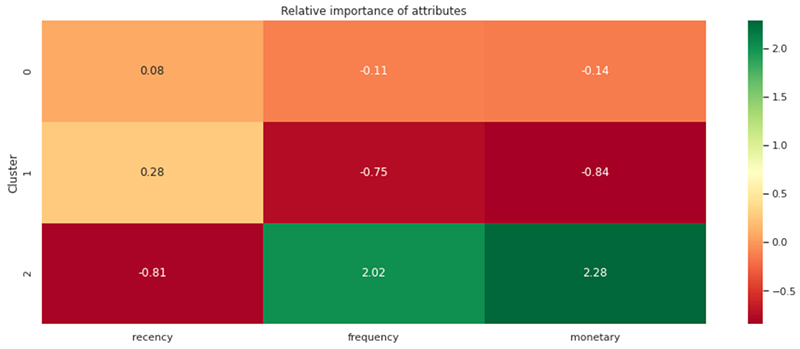 Relative importance of attributes
0.08 -0.11 -0.14
0.28 -0.75 -0.84
-0.81 2.02 2.28
Cluster
0
1
2
recency frequency monetary
2.0
1.5
1.0
0.5
0.0
−0.5